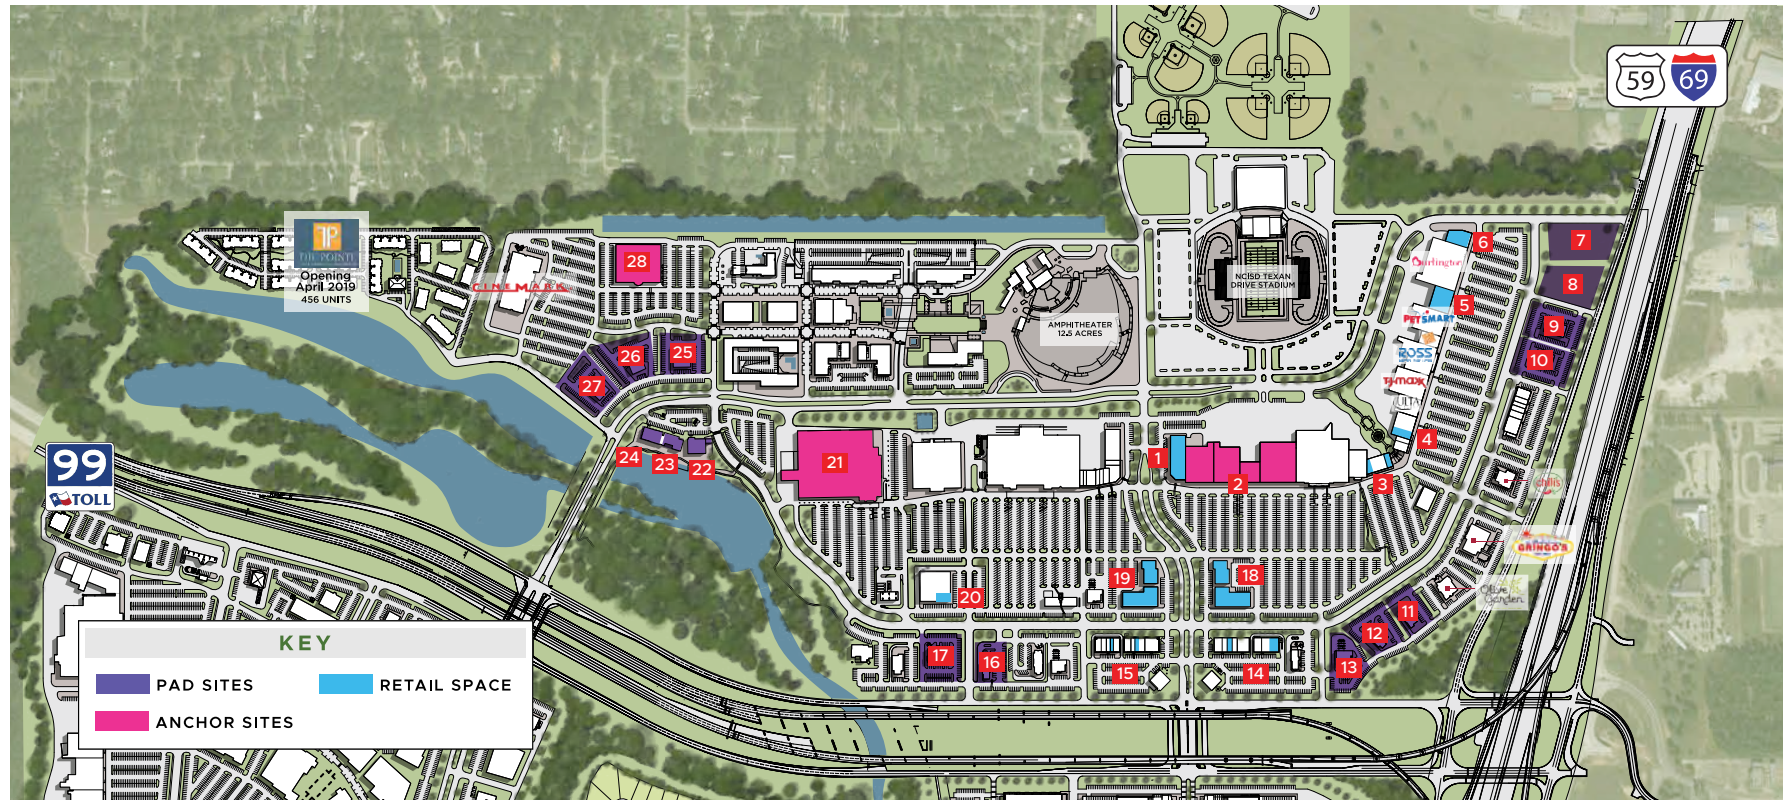 59
69
TP
THE POINTE
Opening
April 2019
456 UNITS
CINEMARK
28
NCISD TEXAN
DRIVE STADIUM
AMPHITHEATER
12.5 ACRES
6
7
Burlington
8
5
PETSMART
9
ROSS
10
TJ-maxx
ULTA
25
26
27
4
24
23
22
21
1
2
3
99
TOLL
chili's
GRINGO'S
Olive
Garden
19
18
20
11
12
13
17
16
15
14
KEY
PAD SITES
RETAIL SPACE
ANCHOR SITES